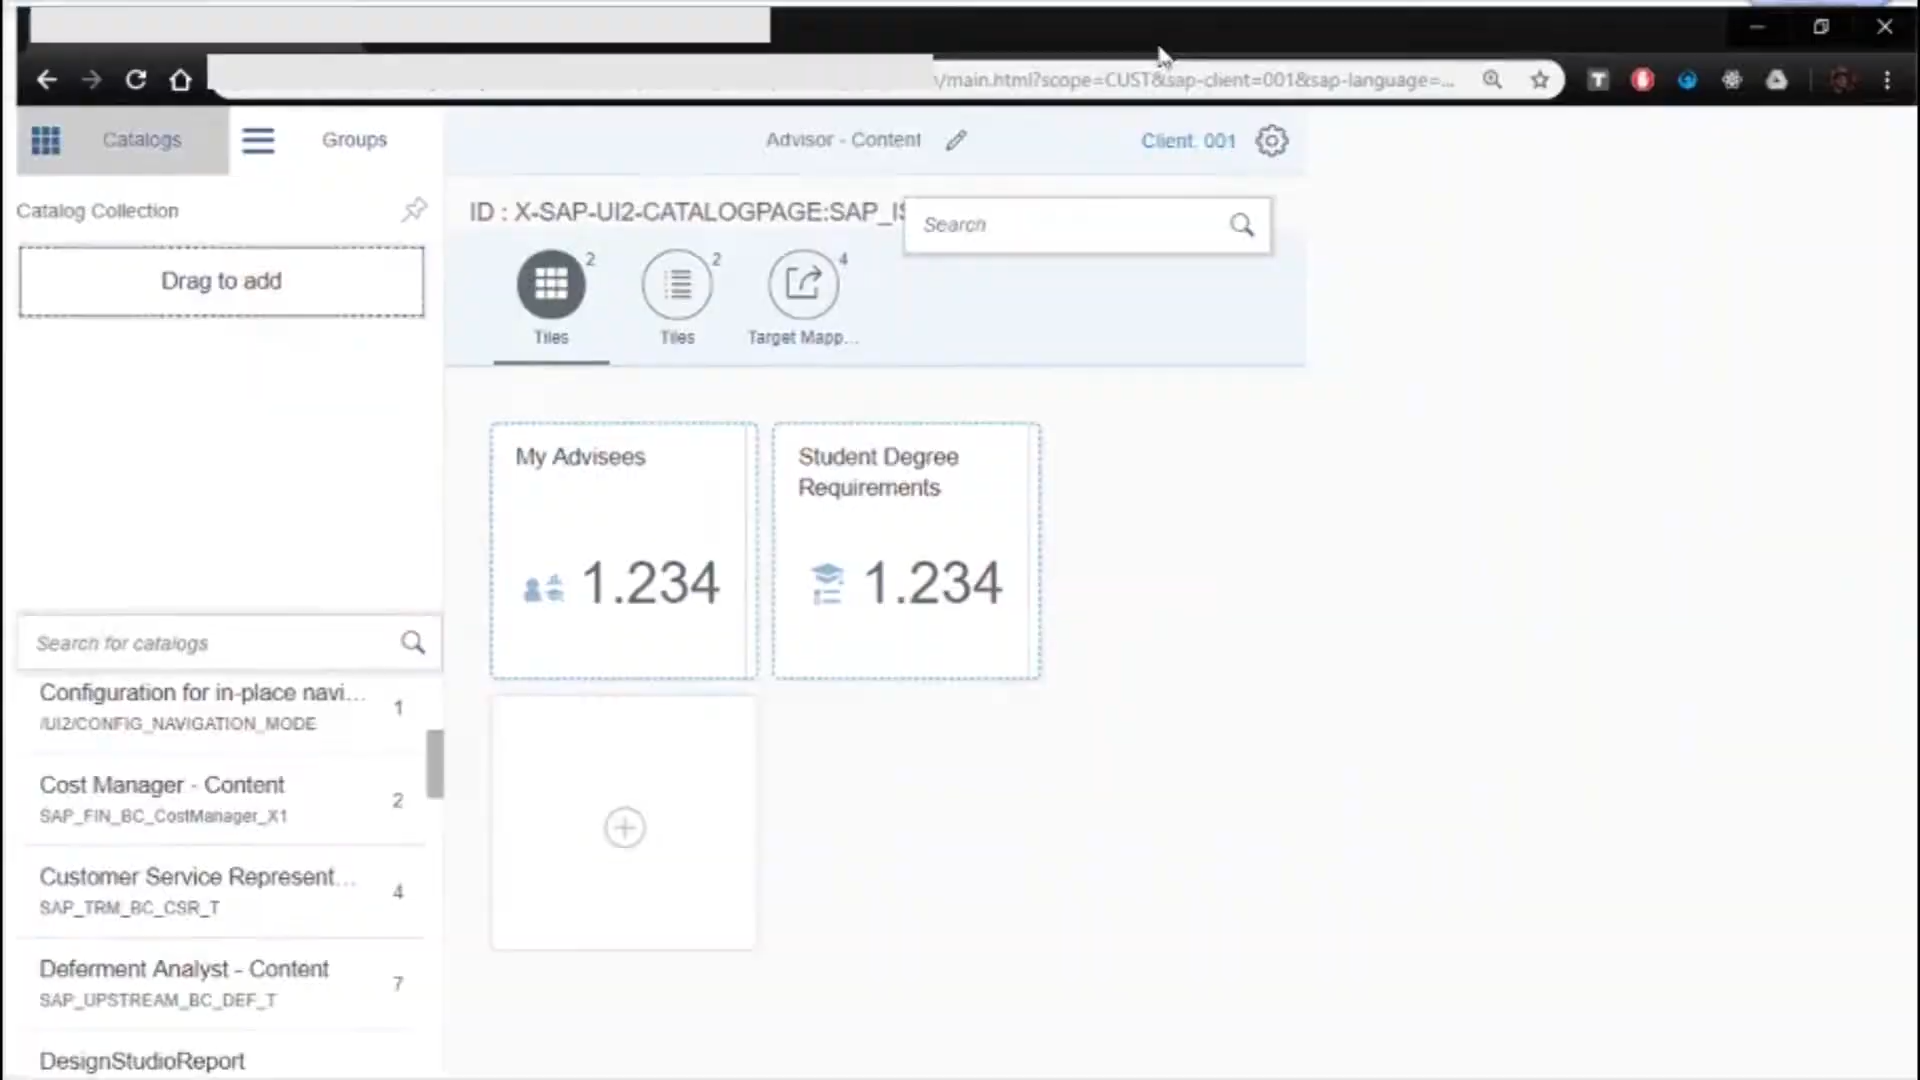 /main.html?scope=CUST&sap-client=001&sap-language=...
Catalogs
Groups
Advisor - Content
Client: 001
Catalog Collection
ID : X-SAP-UI2-CATALOGPAGE:SAP_IS
Search
Drag to add
2
2
4
Tiles
Tiles
Target Mapp...
My Advisees
Student Degree
Requirements
1.234
1.234
Search for catalogs
Configuration for in-place navi...
1
/UI2/CONFIG_NAVIGATION_MODE
Cost Manager - Content
2
SAP_FIN_BC_CostManager_X1
Customer Service Represent...
4
SAP_TRM_BC_CSR_T
Deferment Analyst - Content
7
SAP_UPSTREAM_BC_DEF_T
DesignStudioReport